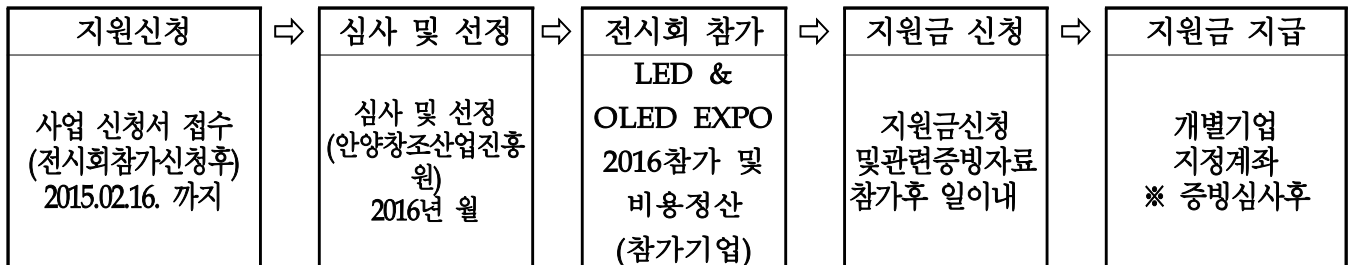 지원신청
⇨
심사 및 선정
⇨
전시회 참가
⇨
지원금 신청
⇨
지원금 지급
사업 신청서 접수
(전시회참가신청후)
2015.02.16. 까지
심사 및 선정
(안양창조산업진흥
원)
2016년 월
LED &
OLED EXPO
2016참가 및
비용정산
(참가기업)
지원금신청
및관련증빙자료
참가후 일이내
개별기업
지정계좌
※ 증빙심사후